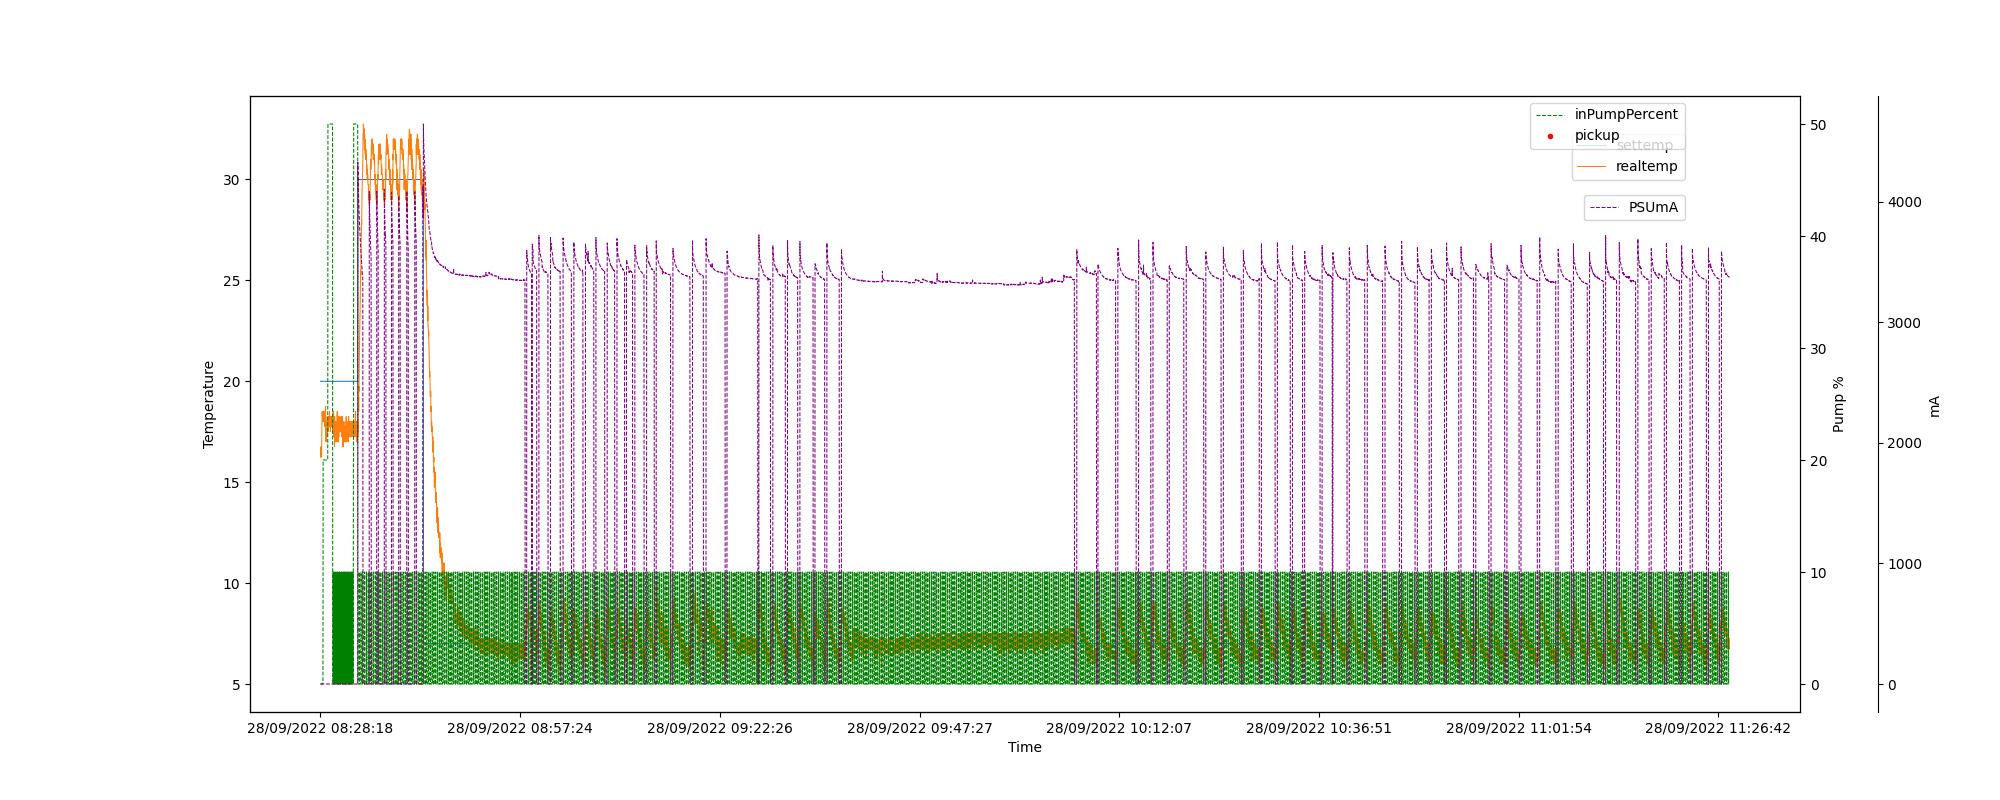 inPumpPercent
pickup
settemp
realtemp
PSUmA
30
25
20
15
10
5
Temperature
50
40
30
20
10
0
Pump %
4000
3000
2000
1000
0
mA
28/09/2022 08:28:18
28/09/2022 08:57:24
28/09/2022 09:22:26
28/09/2022 09:47:27
28/09/2022 10:12:07
28/09/2022 10:36:51
28/09/2022 11:01:54
28/09/2022 11:26:42
Time